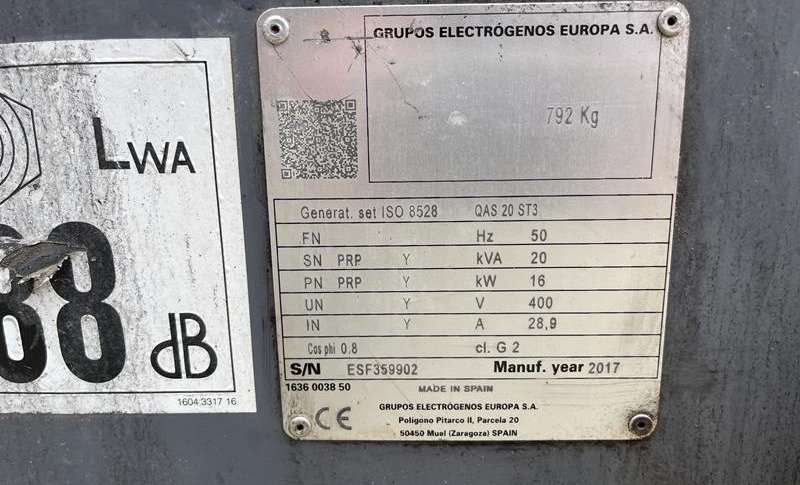 LWA
88
dB
1604 3317 16
GRUPOS ELECTRÓGENOS EUROPA S.A.
792 Kg
Generat. set ISO 8528 QAS 20 ST3
FN Hz 50
SN PRP Y kVA 20
PN PRP Y kW 16
UN Y V 400
IN Y A 28,9
Cos phi 0.8 cl. G 2
S/N ESF359902 Manuf. year 2017
1636 0038 50 MADE IN SPAIN
CE GRUPOS ELECTRÓGENOS EUROPA S.A.
Polígono Pitarco II, Parcela 20
50450 Muel (Zaragoza) SPAIN